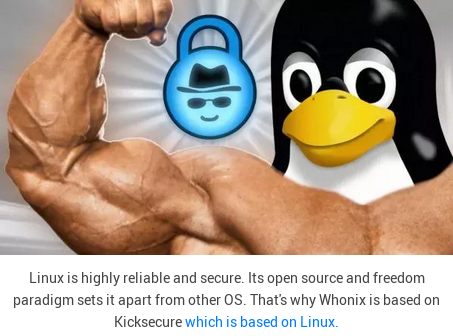 Linux is highly reliable and secure. Its open source and freedom
paradigm sets it apart from other OS. That's why Whonix is based on
Kicksecure which is based on Linux.